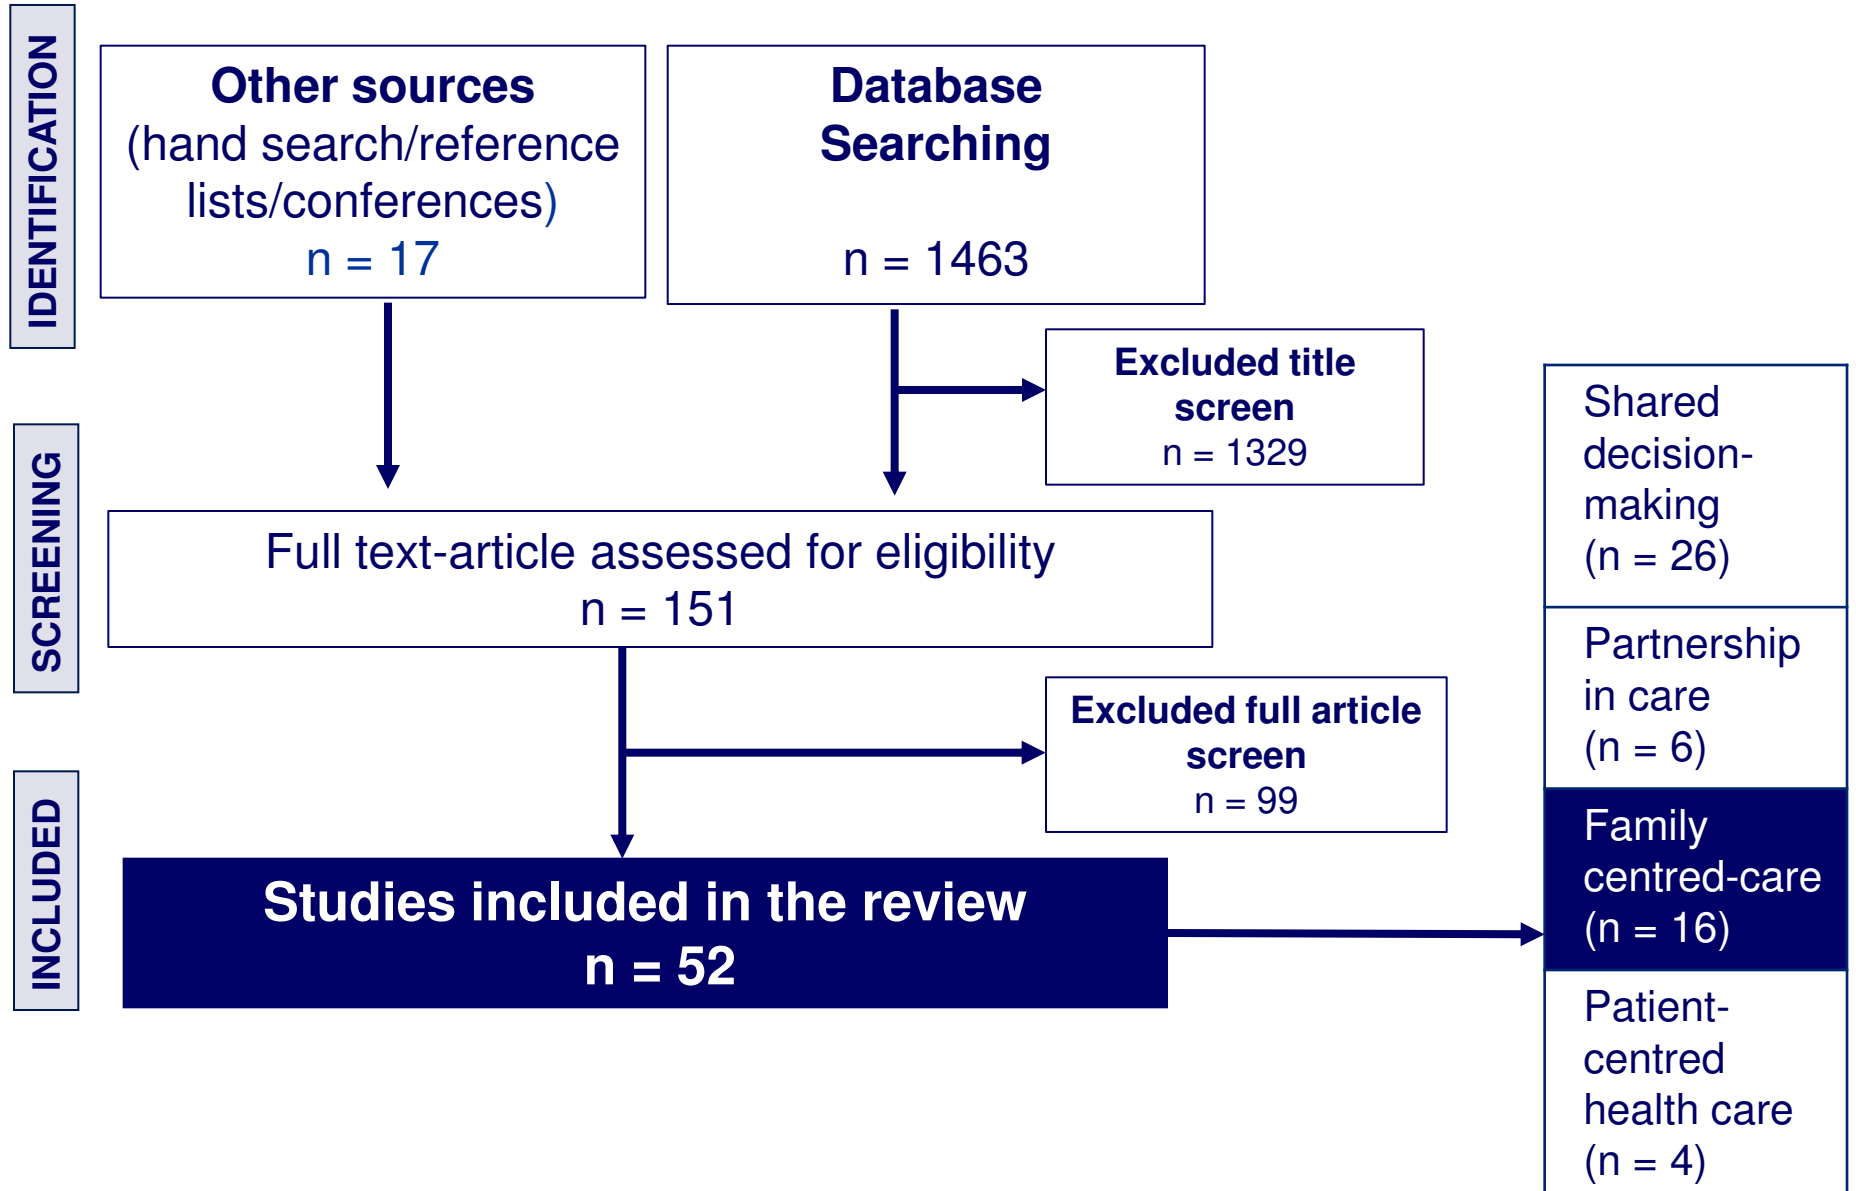 IDENTIFICATION
Other sources
(hand search/reference
lists/conferences)
n = 17
Database
Searching
n = 1463
Excluded title
screen
n = 1329
SCREENING
Full text-article assessed for eligibility
n = 151
Excluded full article
screen
n = 99
INCLUDED
Studies included in the review
n = 52
Shared
decision-
making
(n = 26)
Partnership
in care
(n = 6)
Family
centred-care
(n = 16)
Patient-
centred
health care
(n = 4)